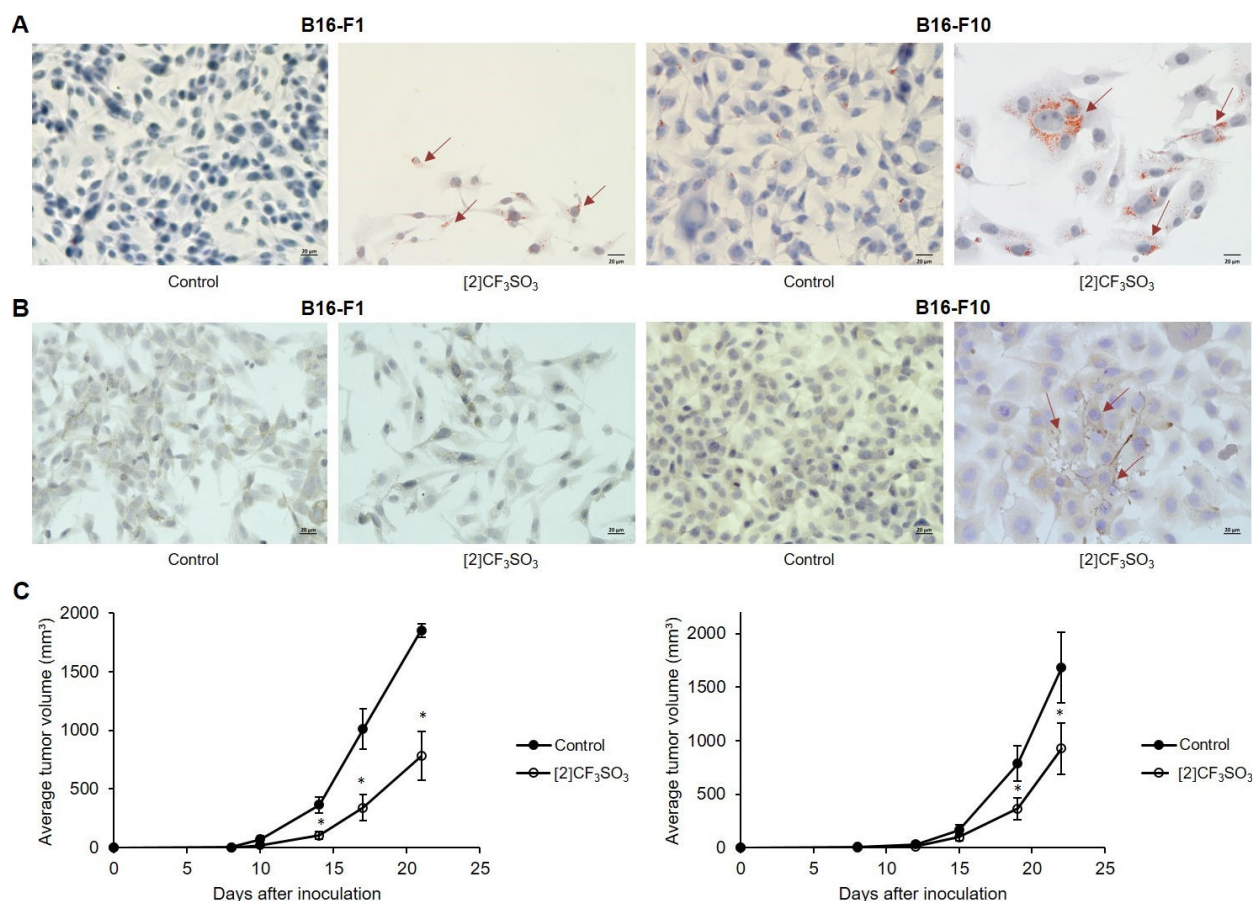 A
B16-F1
B16-F10
20 µm
20 µm
20 µm
20 µm
Control
[2]CF₃SO₃
Control
[2]CF₃SO₃
B
B16-F1
B16-F10
20 µm
20 µm
20 µm
20 µm
Control
[2]CF₃SO₃
Control
[2]CF₃SO₃
C
Average tumor volume (mm³)
2000
1500
1000
500
0
*
*
*
0 5 10 15 20 25
Days after inoculation
Control
[2]CF₃SO₃
Average tumor volume (mm³)
2000
1500
1000
500
0
*
*
0 5 10 15 20 25
Days after inoculation
Control
[2]CF₃SO₃